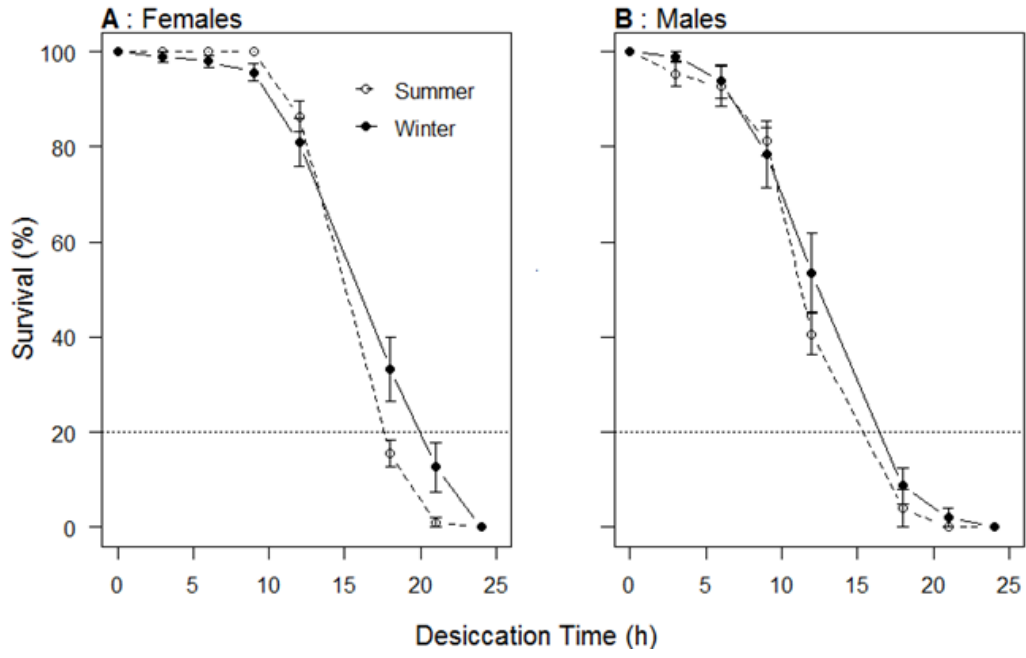 A : Females
B : Males
Survival (%)
100
80
60
40
20
0
Summer
Winter
0 5 10 15 20 25
0 5 10 15 20 25
Desiccation Time (h)